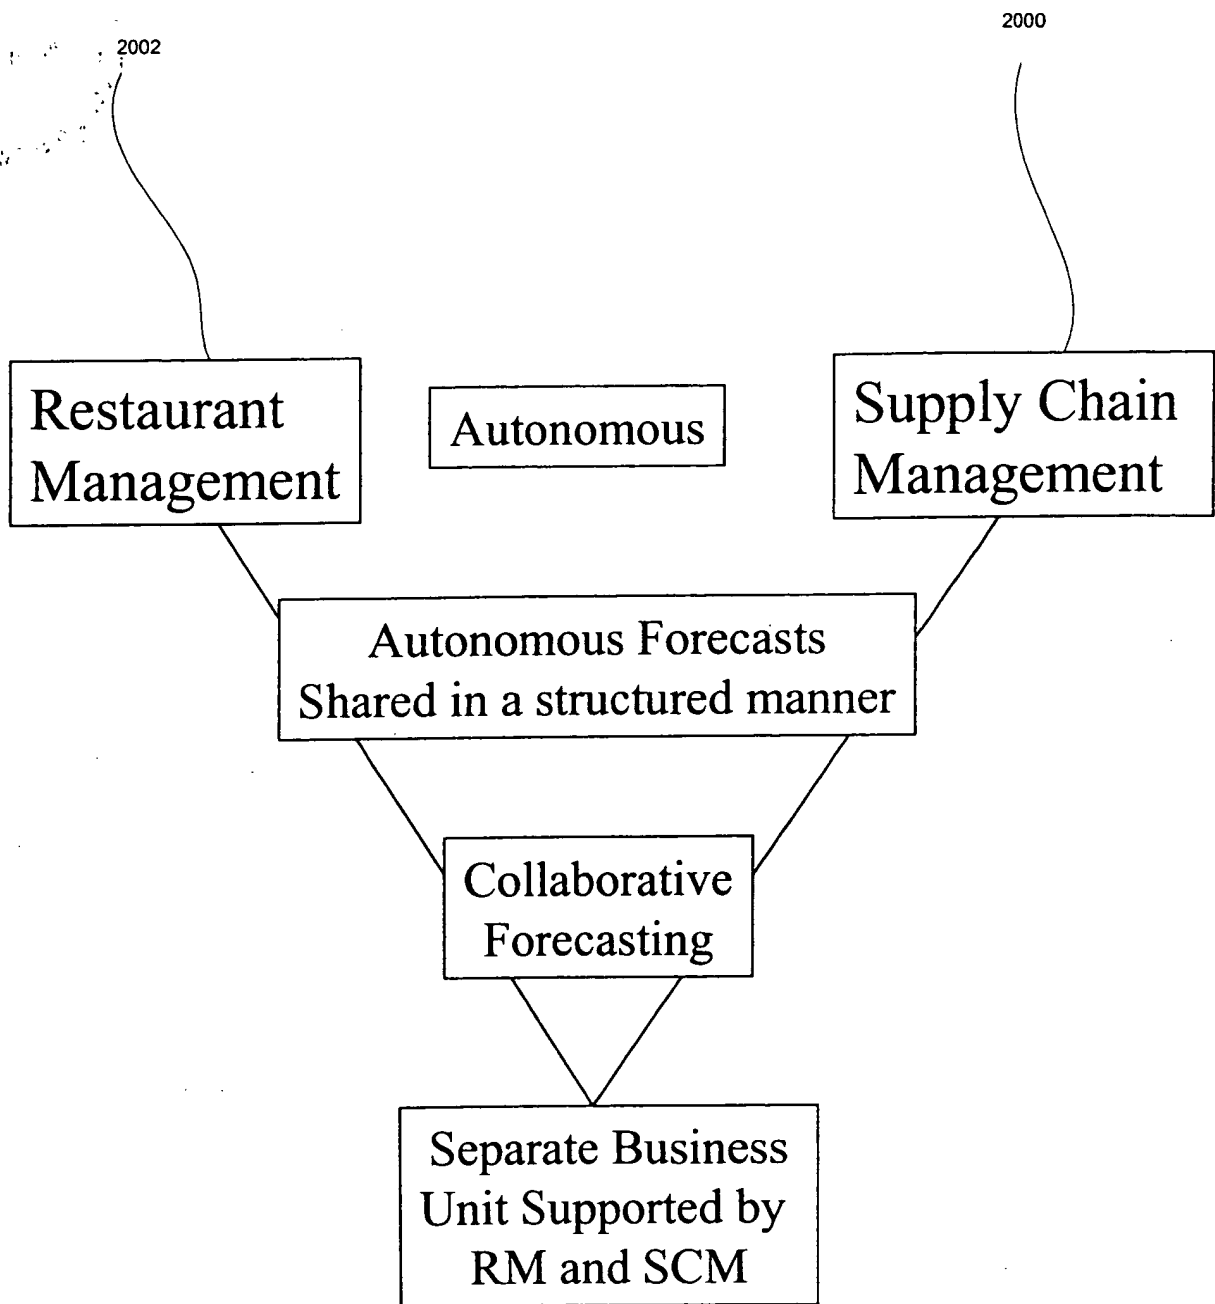 2002
2000
Restaurant
Management
Autonomous
Supply Chain
Management
Autonomous Forecasts
Shared in a structured manner
Collaborative
Forecasting
Separate Business
Unit Supported by
RM and SCM